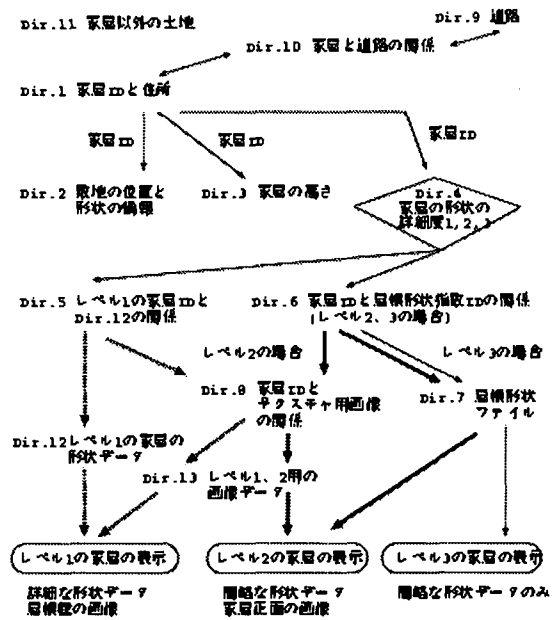 Dir.9 道路
Dir.11 家屋以外の土地
Dir.10 家屋と道路の関係
Dir.1 家屋IDと住所
家屋ID
家屋ID
家屋ID
Dir.2 敷地の位置と
形状の情報
Dir.3 家屋の高さ
Dir.4
家屋の形状の
詳細度1,2,3
Dir.5 レベル1の家屋IDと
Dir.12の関係
Dir.6 家屋IDと屋根形状指数IDの関係
(レベル2、3の場合)
レベル2の場合
レベル3の場合
Dir.8 家屋IDと
テクスチャ用画像
の関係
Dir.7 屋根形状
ファイル
Dir.12レベル1の家屋の
形状データ
Dir.13 レベル1、2用の
画像データ
レベル1の家屋の表示
レベル2の家屋の表示
レベル3の家屋の表示
詳細な形状データ
屋根壁の画像
簡略な形状データ
家屋正面の画像
簡略な形状データのみ